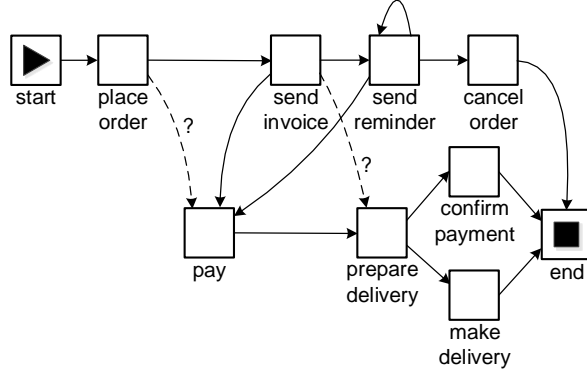 start
place
order
send
invoice
send
reminder
cancel
order
?
?
pay
prepare
delivery
confirm
payment
make
delivery
end